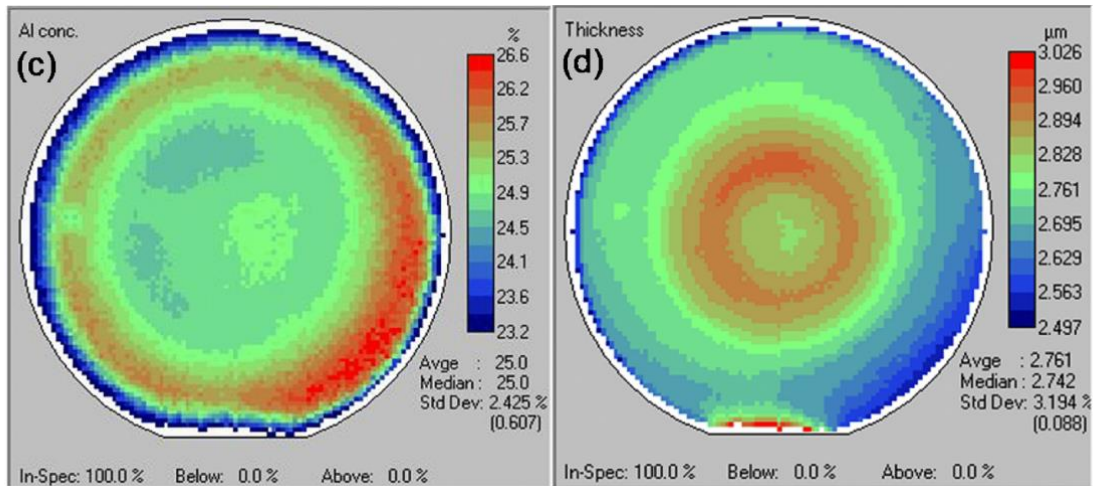 Al conc.
(c)
%
26.6
26.2
25.7
25.3
24.9
24.5
24.1
23.6
23.2
Avge : 25.0
Median : 25.0
Std Dev: 2.425 %
(0.607)
In-Spec: 100.0 % Below: 0.0 % Above: 0.0 %
Thickness
(d)
µm
3.026
2.960
2.894
2.828
2.761
2.695
2.629
2.563
2.497
Avge : 2.761
Median : 2.742
Std Dev: 3.194 %
(0.088)
In-Spec: 100.0 % Below: 0.0 % Above: 0.0 %